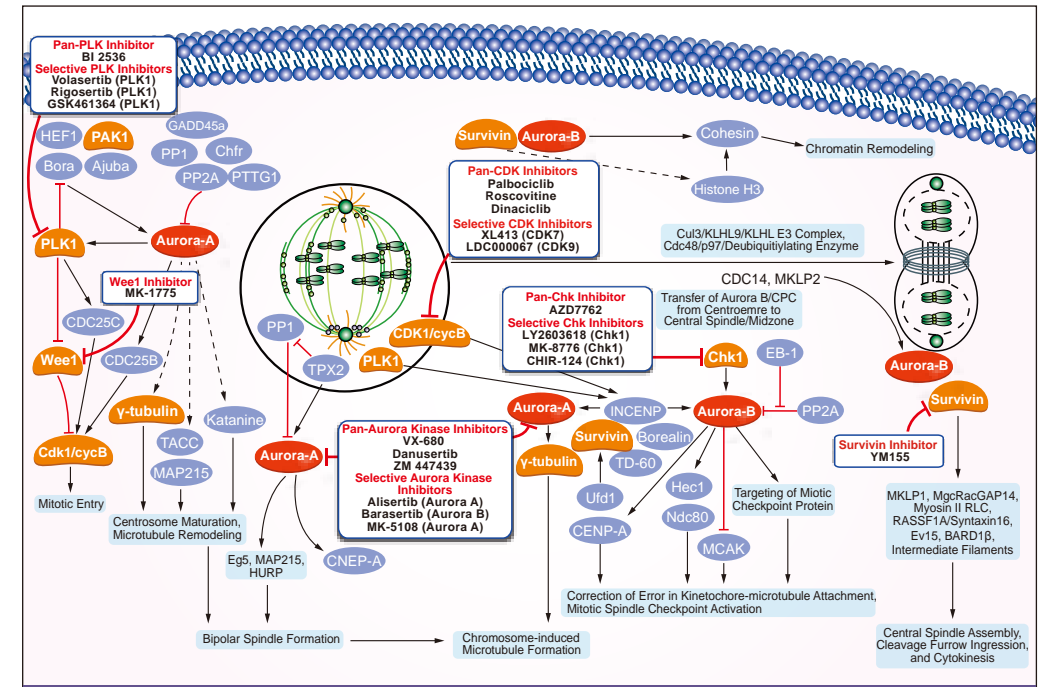 Pan-PLK Inhibitor
BI 2536
Selective PLK Inhibitors
Volasertib (PLK1)
Rigosertib (PLK1)
GSK461364 (PLK1)
HEF1
PAK1
Bora
Ajuba
GADD45a
PP1
Chfr
PP2A
PTTG1
PLK1
Aurora-A
Wee1 Inhibitor
MK-1775
CDC25C
Wee1
CDC25B
γ-tubulin
Katanine
TACC
Cdk1/cycB
MAP215
Mitotic Entry
Centrosome Maturation,
Microtubule Remodeling
Bipolar Spindle Formation
PP1
TPX2
PLK1
CDK1/cycB
Aurora-A
Eg5, MAP215,
HURP
CNEP-A
Pan-Aurora Kinase Inhibitors
VX-680
Danusertib
ZM 447439
Selective Aurora Kinase
Inhibitors
Alisertib (Aurora A)
Barasertib (Aurora B)
MK-5108 (Aurora A)
Survivin
Aurora-B
Cohesin
Chromatin Remodeling
Histone H3
Pan-CDK Inhibitors
Palbociclib
Roscovitine
Dinaciclib
Selective CDK Inhibitors
XL413 (CDK7)
LDC000067 (CDK9)
Cul3/KLHL9/KLHL E3 Complex,
Cdc48/p97/Deubiquitylating Enzyme
CDC14, MKLP2
Transfer of Aurora B/CPC
from Centroemre to
Central Spindle/Midzone
Pan-Chk Inhibitor
AZD7762
Selective Chk Inhibitors
LY2603618 (Chk1)
MK-8776 (Chk1)
CHIR-124 (Chk1)
Chk1
EB-1
Aurora-A
INCENP
Aurora-B
PP2A
Survivin
Borealin
TD-60
γ-tubulin
Ufd1
Hec1
CENP-A
Ndc80
MCAK
Targeting of Miotic
Checkpoint Protein
Correction of Error in Kinetochore-microtubule Attachment,
Mitotic Spindle Checkpoint Activation
Chromosome-induced
Microtubule Formation
Aurora-B
Survivin
Survivin Inhibitor
YM155
MKLP1, MgcRacGAP14,
Myosin II RLC,
RASSF1A/Syntaxin16,
Ev15, BARD1β,
Intermediate Filaments
Central Spindle Assembly,
Cleavage Furrow Ingression,
and Cytokinesis